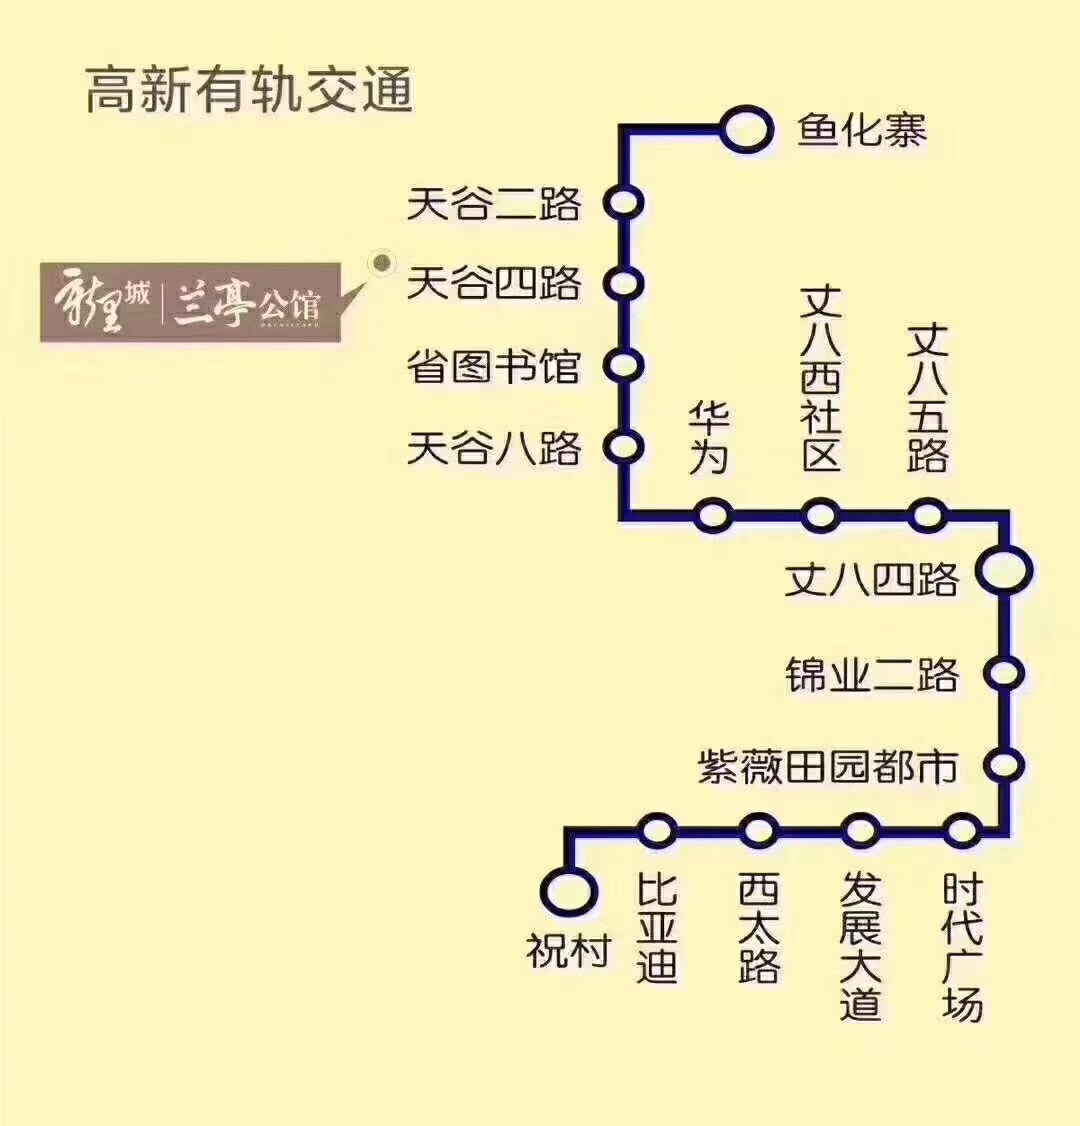 高新有轨交通
鱼化寨
天谷二路
天谷四路
新里城 兰亭公馆
省图书馆
天谷八路
华为
丈八西社区
丈八五路
丈八四路
锦业二路
紫薇田园都市
祝村
比亚迪
西太路
发展大道
时代广场